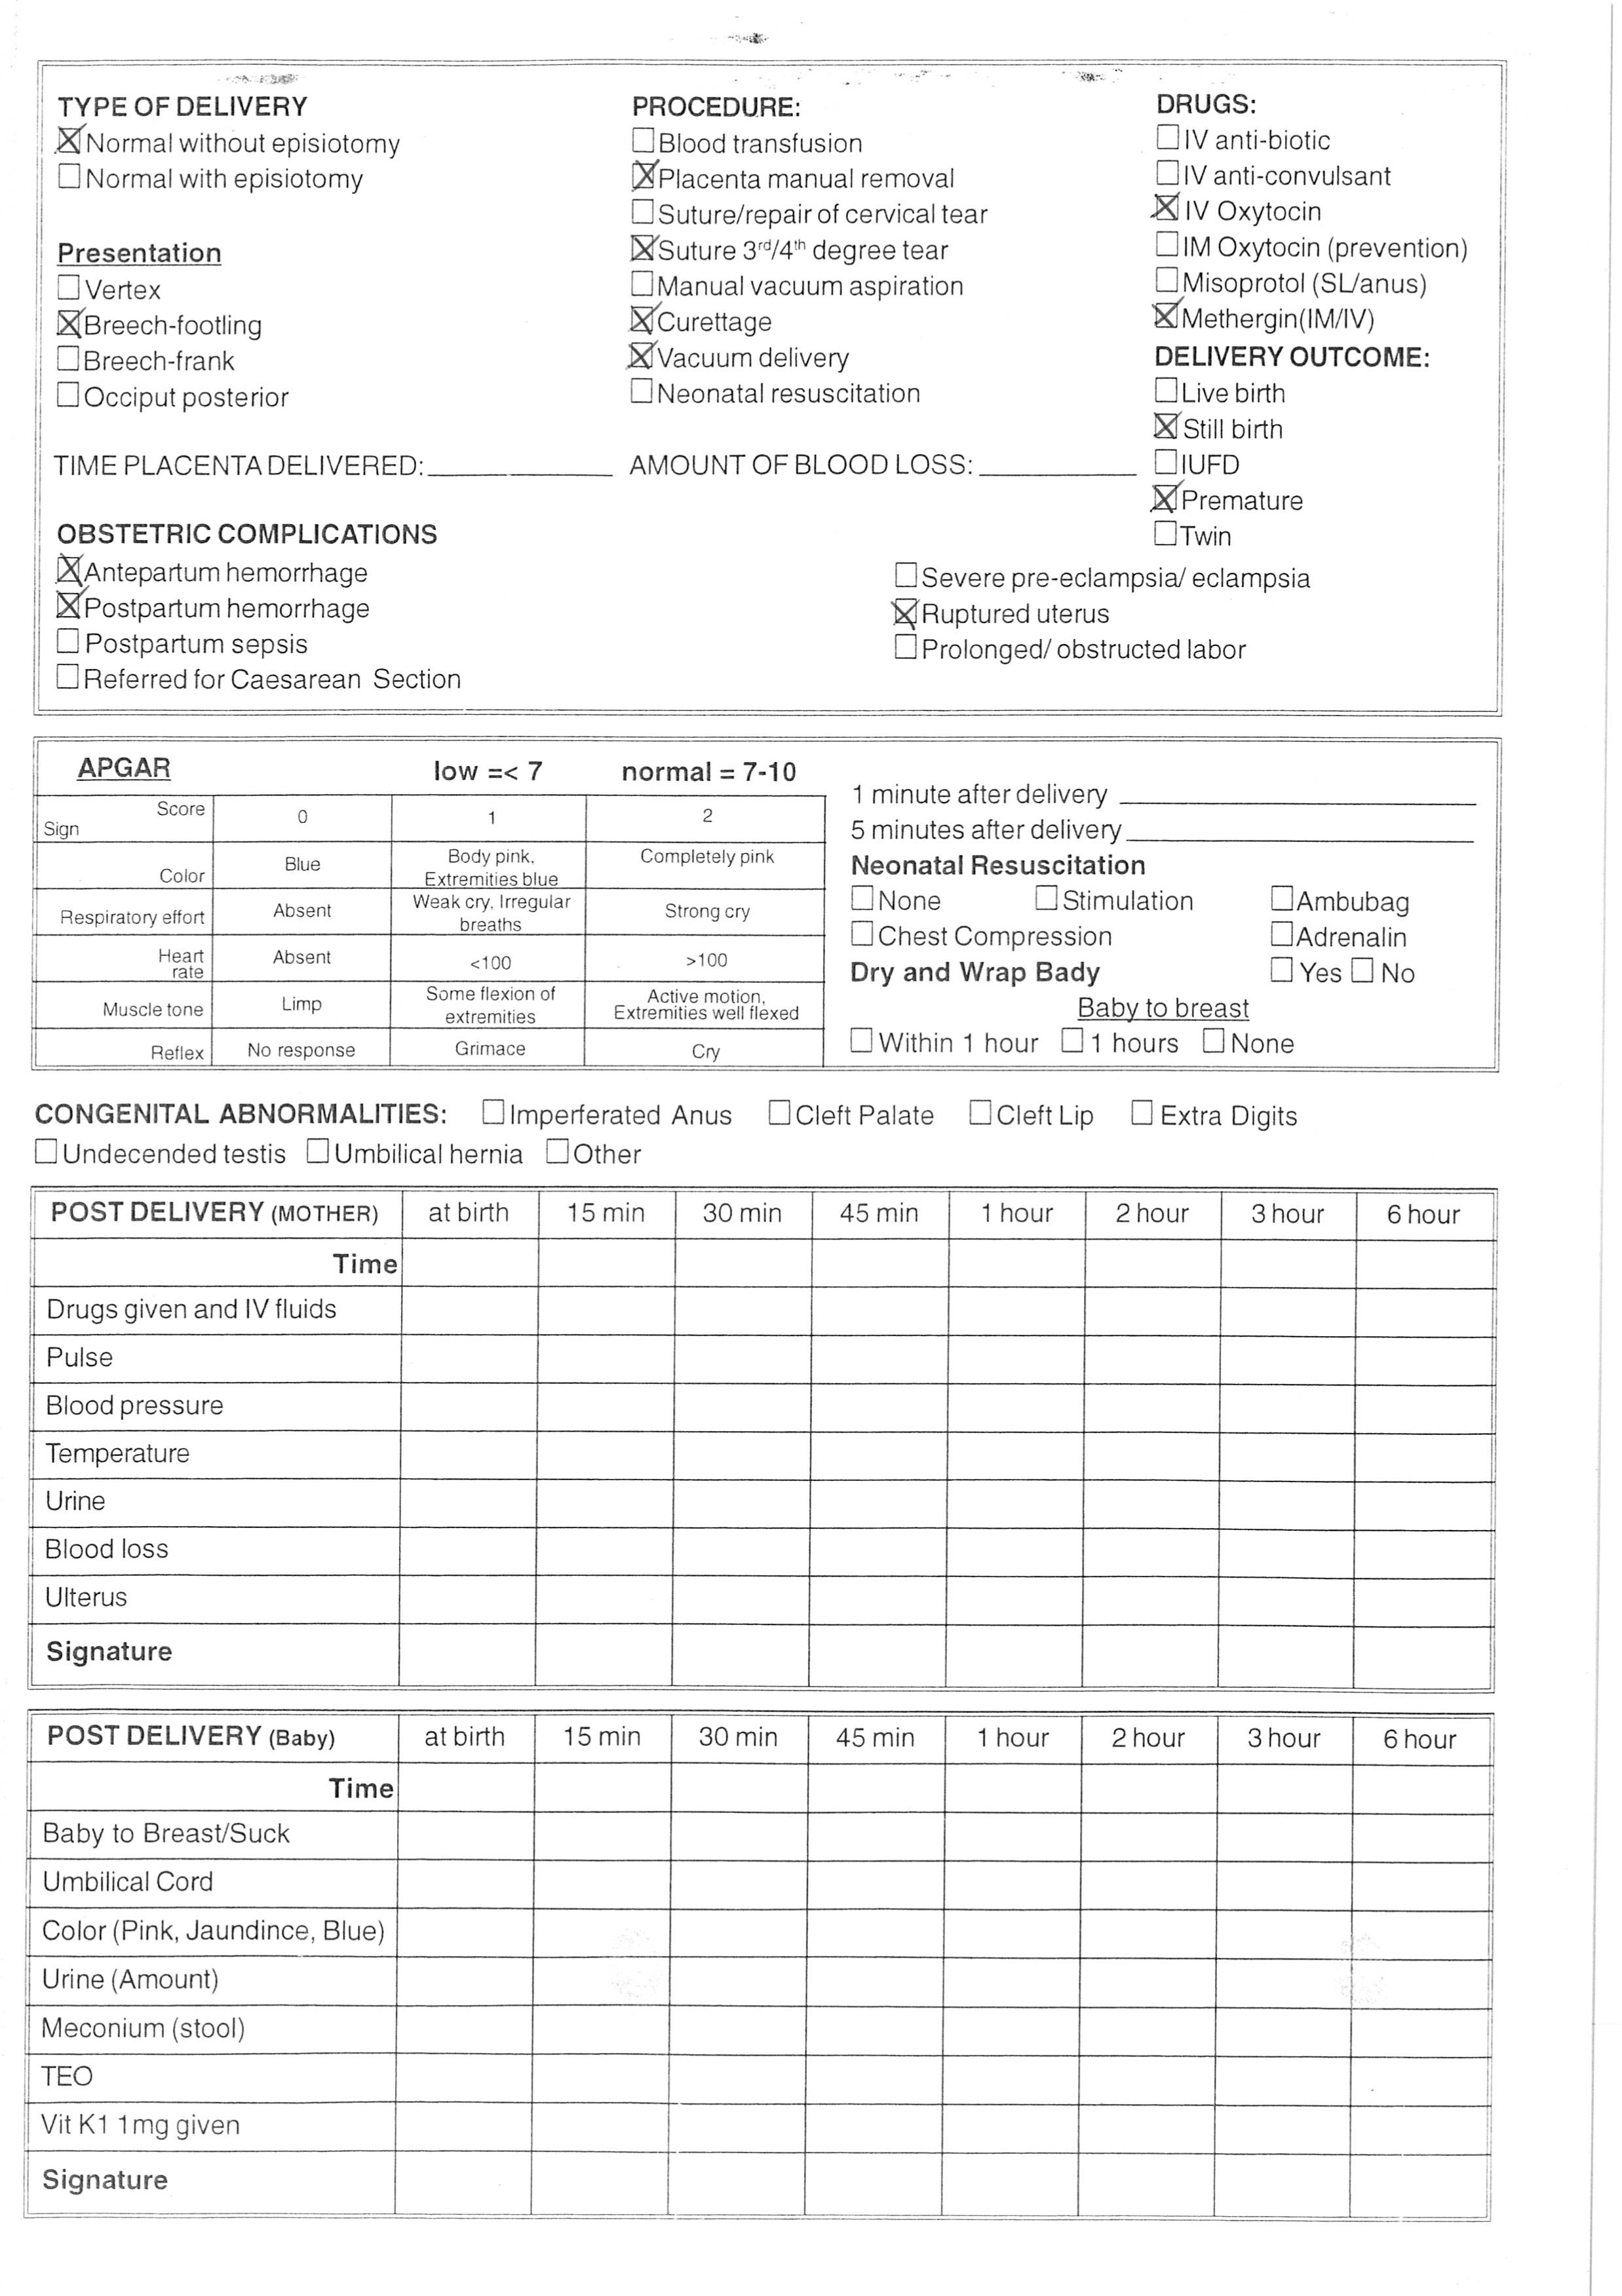 TYPE OF DELIVERY
☒Normal without episiotomy
☐Normal with episiotomy
Presentation
☐Vertex
☒Breech-footling
☐Breech-frank
☐Occiput posterior
PROCEDURE:
☐Blood transfusion
☒Placenta manual removal
☐Suture/repair of cervical tear
☒Suture 3rd/4th degree tear
☐Manual vacuum aspiration
☒Curettage
☒Vacuum delivery
☐Neonatal resuscitation
DRUGS:
☐IV anti-biotic
☐IV anti-convulsant
☒IV Oxytocin
☐IM Oxytocin (prevention)
☐Misoprotol (SL/anus)
☒Methergin(IM/IV)
DELIVERY OUTCOME:
☐Live birth
☒Still birth
☐IUFD
☒Premature
☐Twin
TIME PLACENTA DELIVERED:____________ AMOUNT OF BLOOD LOSS:__________
OBSTETRIC COMPLICATIONS
☒Antepartum hemorrhage
☒Postpartum hemorrhage
☐Postpartum sepsis
☐Referred for Caesarean Section
☐Severe pre-eclampsia/ eclampsia
☒Ruptured uterus
☐Prolonged/ obstructed labor
APGAR low =< 7 normal = 7-10
Score
Sign 0 1 2
Color Blue Body pink, Extremities blue Completely pink
Respiratory effort Absent Weak cry, Irregular breaths Strong cry
Heart rate Absent <100 >100
Muscle tone Limp Some flexion of extremities Active motion, Extremities well flexed
Reflex No response Grimace Cry
1 minute after delivery ____________
5 minutes after delivery____________
Neonatal Resuscitation
☐None ☐Stimulation ☐Ambubag
☐Chest Compression ☐Adrenalin
Dry and Wrap Bady ☐Yes ☐No
Baby to breast
☐Within 1 hour ☐1 hours ☐None
CONGENITAL ABNORMALITIES: ☐Imperferated Anus ☐Cleft Palate ☐Cleft Lip ☐Extra Digits
☐Undecended testis ☐Umbilical hernia ☐Other
POST DELIVERY (MOTHER) at birth 15 min 30 min 45 min 1 hour 2 hour 3 hour 6 hour
Time
Drugs given and IV fluids
Pulse
Blood pressure
Temperature
Urine
Blood loss
Ulterus
Signature
POST DELIVERY (Baby) at birth 15 min 30 min 45 min 1 hour 2 hour 3 hour 6 hour
Time
Baby to Breast/Suck
Umbilical Cord
Color (Pink, Jaundince, Blue)
Urine (Amount)
Meconium (stool)
TEO
Vit K1 1mg given
Signature